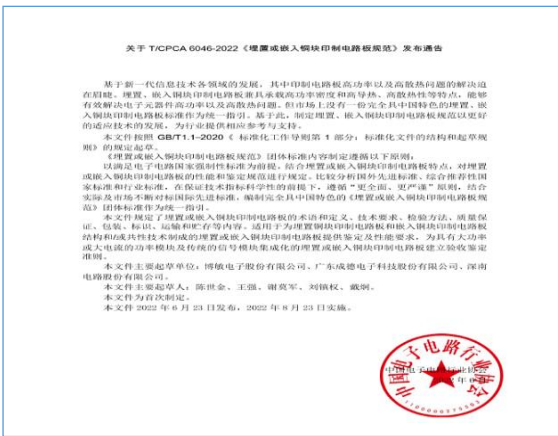 关于 T/CPCA 6046-2022《埋置或嵌入铜块印制电路板规范》发布通告
基于新一代信息技术各领域的发展，其中印制电路板高功率以及高散热问题的解决迫
在眉睫。埋置、嵌入铜块印制电路板兼具承载高功率密度和高导热、高散热性等特点，能够
有效解决电子元器件高功率以及高散热问题。但市场上没有一份完全具中国特色的埋置、嵌
入铜块印制电路板标准作为统一指引。基于此，制定埋置、嵌入铜块印制电路板规范以更好
的适应技术的发展，为行业提供相应参考与支持。
本文件按照 GB/T1.1–2020《 标准化工作导则第 1 部分：标准化文件的结构和起草规
则》的规定起草。
《埋置或嵌入铜块印制电路板规范》团体标准内容制定遵循以下原则：
以满足电子电路国家强制性标准为前提，结合埋置或嵌入铜块印制电路板特点，对埋置
或嵌入铜块印制电路板的性能和鉴定规范进行规定。比较分析国外先进标准、综合推荐性国
家标准和行业标准，在保证技术指标科学性的前提下，遵循“更全面、更严谨”原则，结合
实际及市场不断对标国际先进标准，编制完全具中国特色的《埋置或嵌入铜块印制电路板规
范》团体标准作为统一指引。
本文件规定了埋置或嵌入铜块印制电路板的术语和定义、技术要求、检验方法、质量保
证、包装、标识、运输和贮存等内容。适用于为埋置铜块印制电路板和嵌入铜块印制电路板
结构和/或共性技术制成的埋置或嵌入铜块印制电路板提供鉴定及性能要求，为具有大功率
或大电流的功率模块及传统的信号模块集成化的埋置或嵌入铜块印制电路板建立验收鉴定
准则。
本文件主要起草单位：博敏电子股份有限公司、广东成德电子科技股份有限公司、深南
电路股份有限公司。
本文件主要起草人：陈世金、王强、谢莫军、刘镇权、戴炯。
本文件为首次制定。
本文件 2022 年 6 月 23 日发布，2022 年 8 月 23 日实施。
中国电子电路行业协会